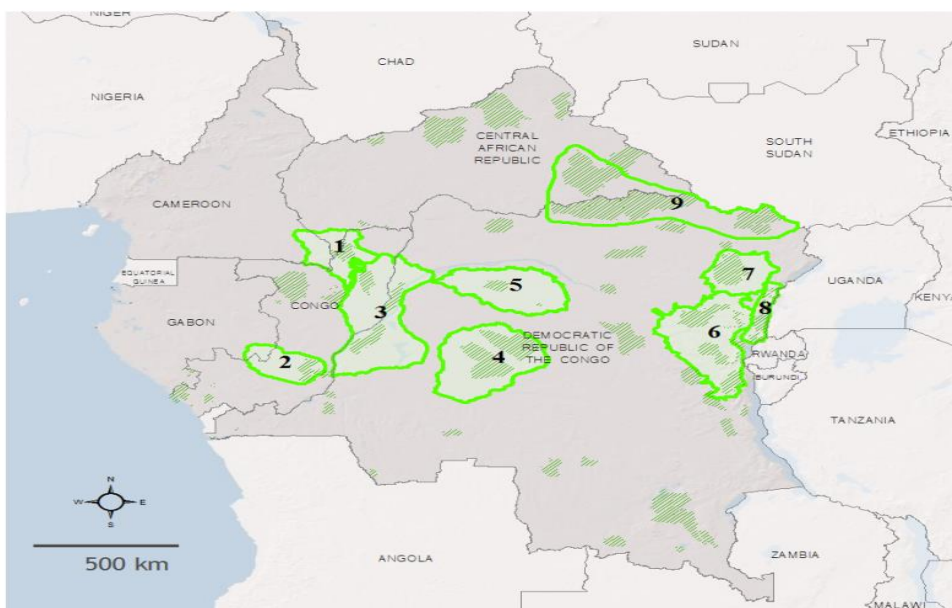 NIGER
SUDAN
CHAD
NIGERIA
CENTRAL
AFRICAN
REPUBLIC
ETHIOPIA
SOUTH
SUDAN
CAMEROON
9
1
EQUATORIAL
GUINEA
7
UGANDA
KENYA
5
CONGO
3
8
GABON
6
DEMOCRATIC
REPUBLIC OF
THE CONGO
4
2
RWANDA
BURUNDI
TANZANIA
N
W E
S
500 km
ANGOLA
ZAMBIA
MALAWI